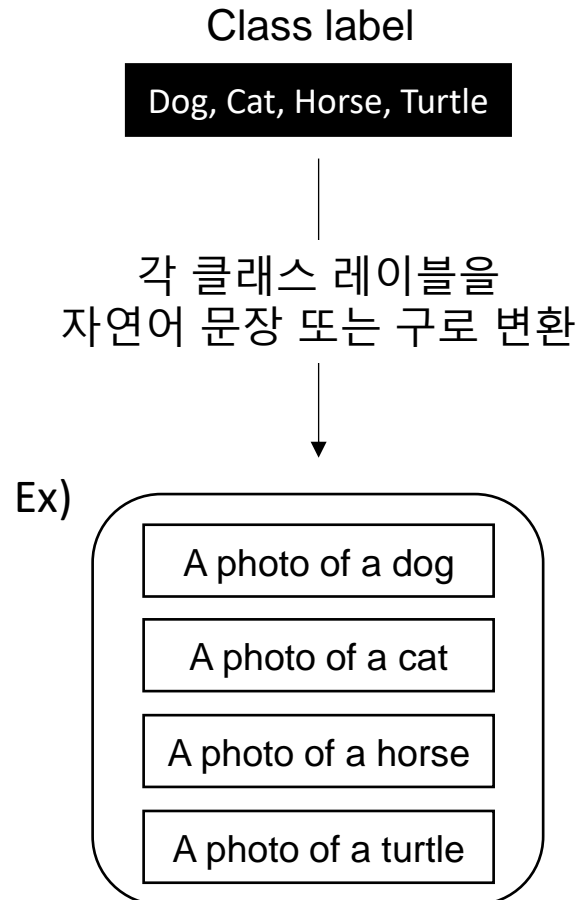 Class label
Dog, Cat, Horse, Turtle
각 클래스 레이블을
자연어 문장 또는 구로 변환
Ex)
A photo of a dog
A photo of a cat
A photo of a horse
A photo of a turtle